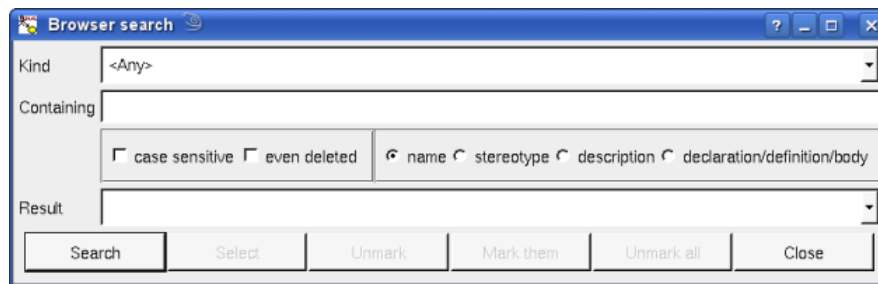 Browser search
Kind <Any>
Containing
case sensitive even deleted name stereotype description declaration/definition/body
Result
Search Select Unmark Mark them Unmark all Close